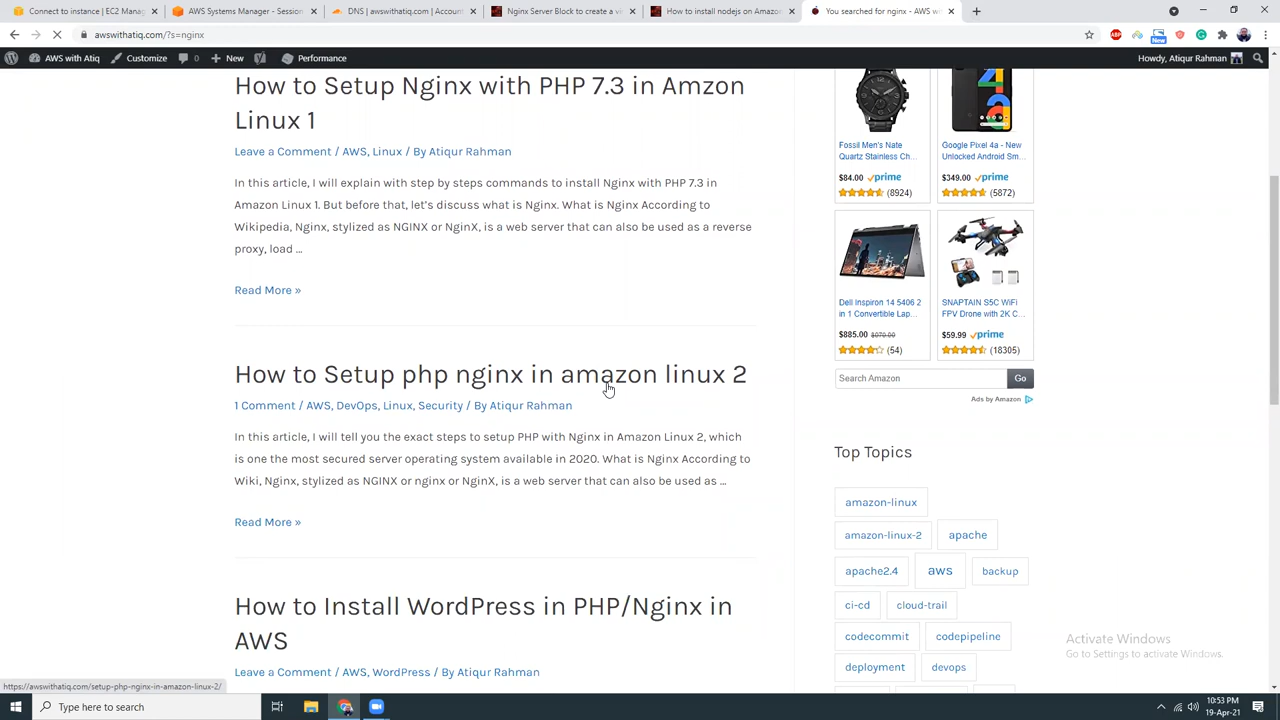 Connect to instance | EC2 Manag
AWS Systems Manager - Session
DNS | awswithatiq.com | Account
Nginx Server Block to create a vi
How to install nodejs on Amazon
You searched for nginx - AWS wi
awswithatiq.com/?s=nginx
ABP
New
AWS with Atiq
Customize
0
New
Performance
Howdy, Atiqur Rahman
How to Setup Nginx with PHP 7.3 in Amzon
Linux 1
Leave a Comment / AWS, Linux / By Atiqur Rahman
In this article, I will explain with step by steps commands to install Nginx with PHP 7.3 in
Amazon Linux 1. But before that, let's discuss what is Nginx. What is Nginx According to
Wikipedia, Nginx, stylized as NGINX or NginX, is a web server that can also be used as a reverse
proxy, load ...
Read More »
How to Setup php nginx in amazon linux 2
1 Comment / AWS, DevOps, Linux, Security / By Atiqur Rahman
In this article, I will tell you the exact steps to setup PHP with Nginx in Amazon Linux 2, which
is one the most secured server operating system available in 2020. What is Nginx According to
Wiki, Nginx, stylized as NGINX or nginx or NginX, is a web server that can also be used as ...
Read More »
How to Install WordPress in PHP/Nginx in
AWS
Leave a Comment / AWS, WordPress / By Atiqur Rahman
Fossil Men's Nate
Quartz Stainless Ch...
$84.00 prime
(8924)
Google Pixel 4a - New
Unlocked Android Sm...
$349.00 prime
(5872)
Dell Inspiron 14 5406 2
in 1 Convertible Lap...
$885.00 $979.00
(54)
SNAPTAIN S5C WiFi
FPV Drone with 2K C...
$59.99 prime
(18305)
Search Amazon
Go
Ads by Amazon
Top Topics
amazon-linux
amazon-linux-2
apache
apache2.4
aws
backup
ci-cd
cloud-trail
codecommit
codepipeline
deployment
devops
Activate Windows
Go to Settings to activate Windows.
https://awswithatiq.com/setup-php-nginx-in-amazon-linux-2/
Type here to search
10:53 PM
19-Apr-21